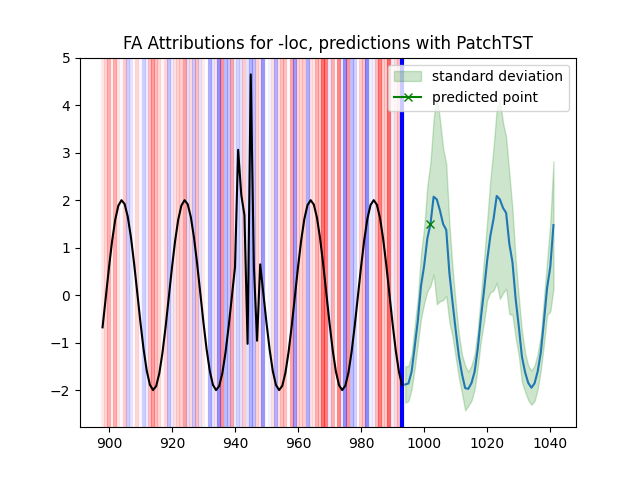 FA Attributions for -loc, predictions with PatchTST
standard deviation
predicted point
5
4
3
2
1
0
−1
−2
900 920 940 960 980 1000 1020 1040